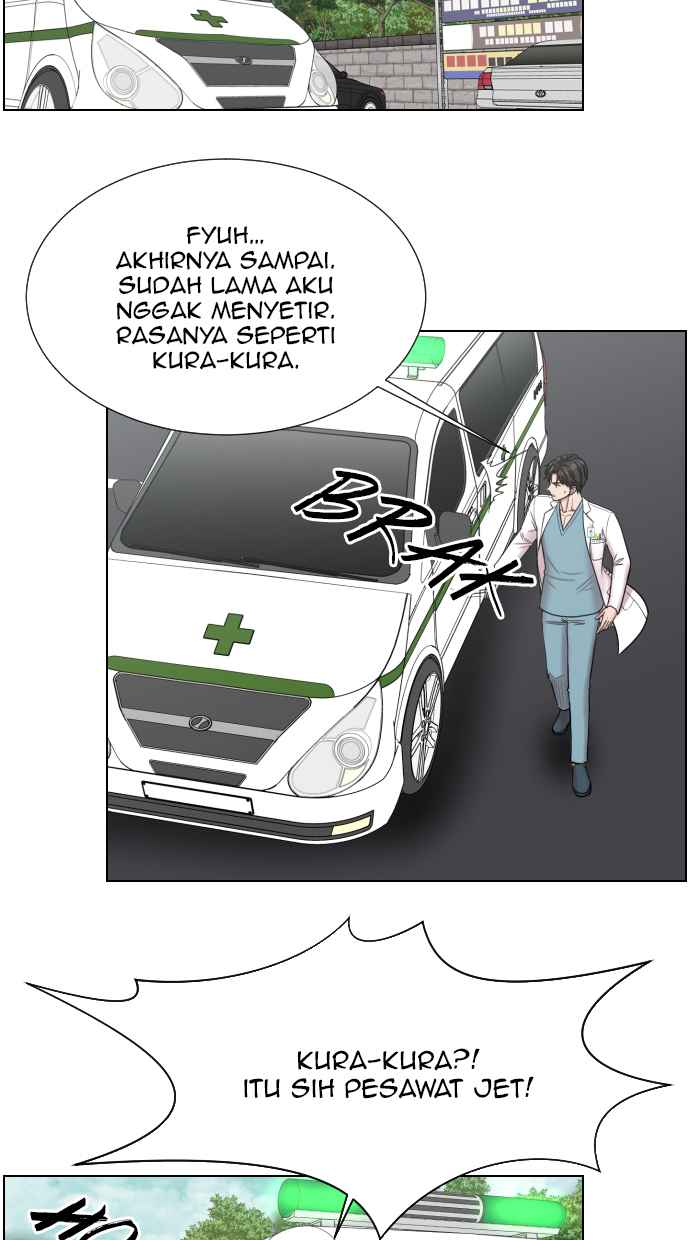 FYUH...
AKHIRNYA SAMPAI.
SUDAH LAMA AKU
NGGAK MENYETIR.
RASANYA SEPERTI
KURA-KURA.
BRAK
KURA-KURA?!
ITU SIH PESAWAT JET!